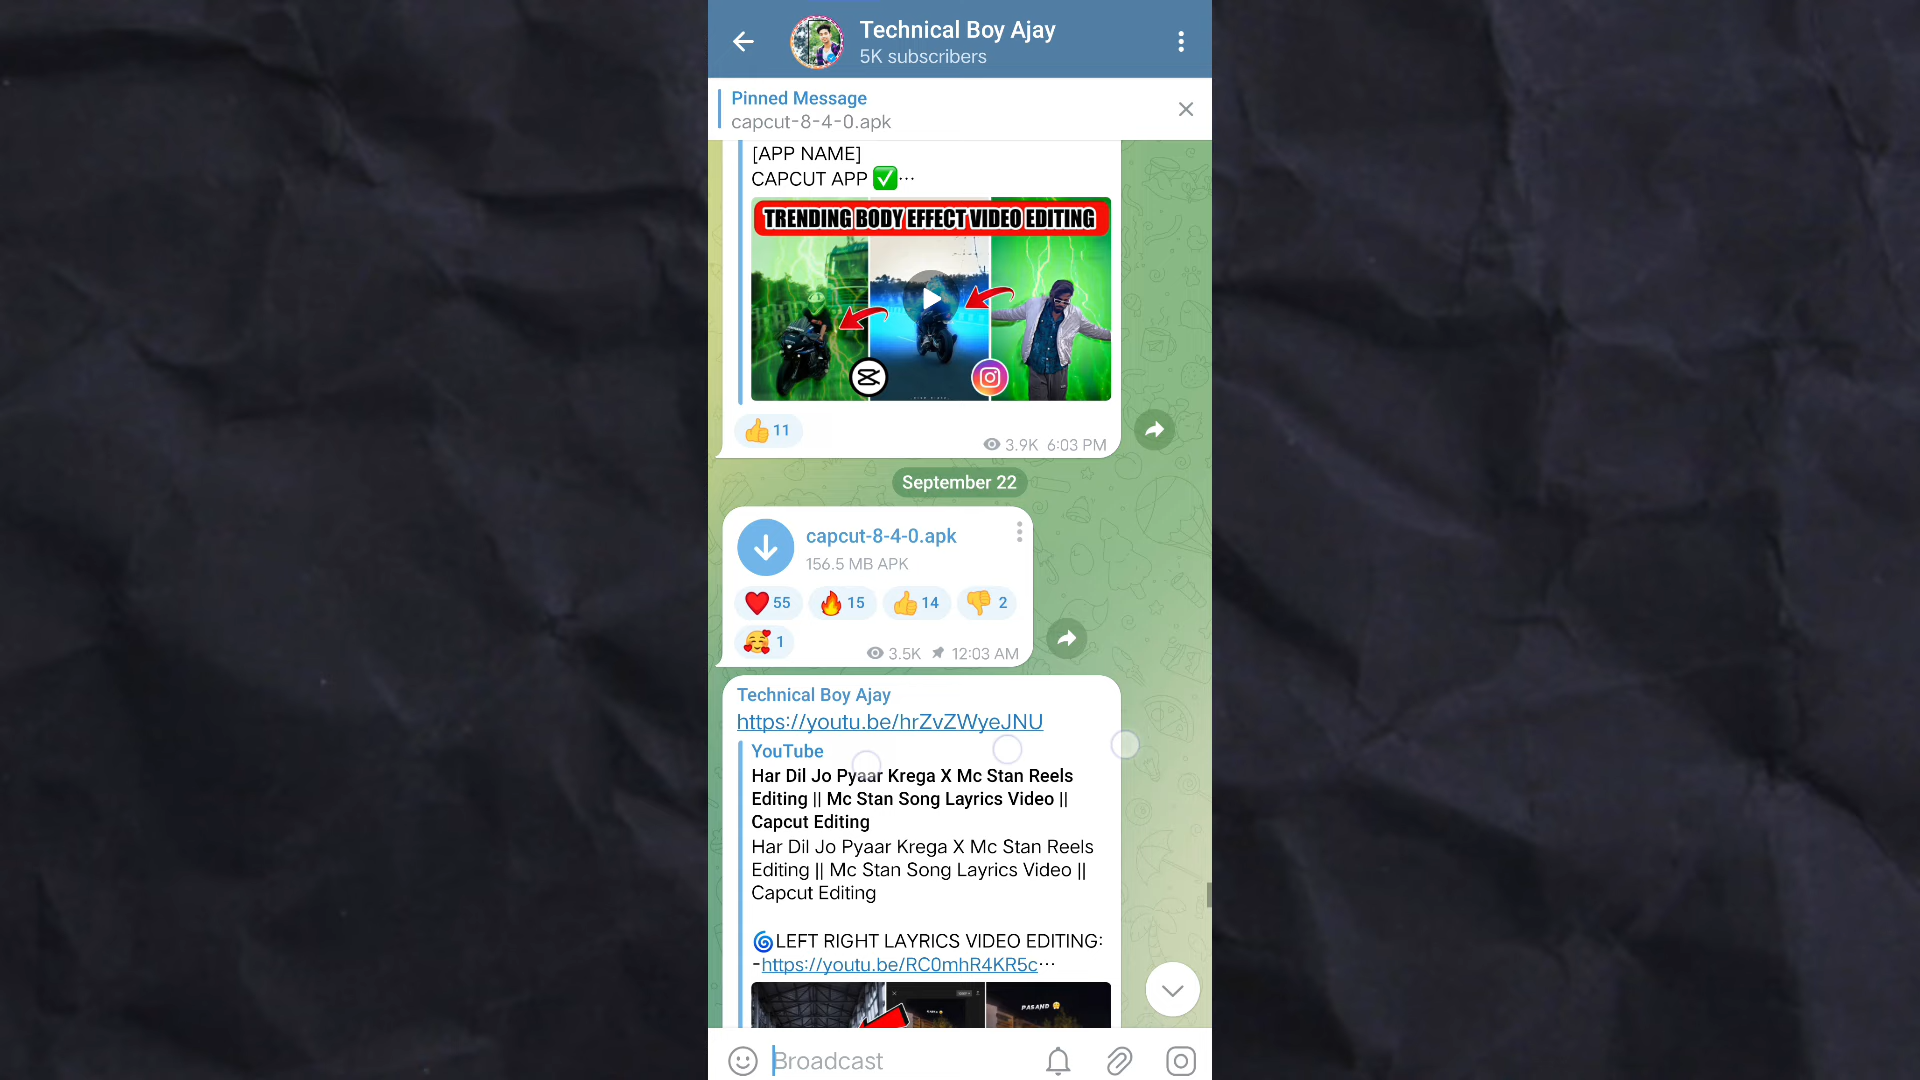 Technical Boy Ajay
5K subscribers
Pinned Message
capcut-8-4-0.apk
[APP NAME]
CAPCUT APP ✅...
TRENDING BODY EFFECT VIDEO EDITING
👍 11
3.9K 6:03 PM
September 22
capcut-8-4-0.apk
156.5 MB APK
❤️ 55 🔥 15 👍 14 👎 2
🥰 1
3.5K 12:03 AM
Technical Boy Ajay
https://youtu.be/hrZvZWyeJNU
YouTube
Har Dil Jo Pyaar Krega X Mc Stan Reels
Editing || Mc Stan Song Layrics Video ||
Capcut Editing
Har Dil Jo Pyaar Krega X Mc Stan Reels
Editing || Mc Stan Song Layrics Video ||
Capcut Editing
🌀LEFT RIGHT LAYRICS VIDEO EDITING:
-https://youtu.be/RC0mhR4KR5c...
PASAND
Broadcast